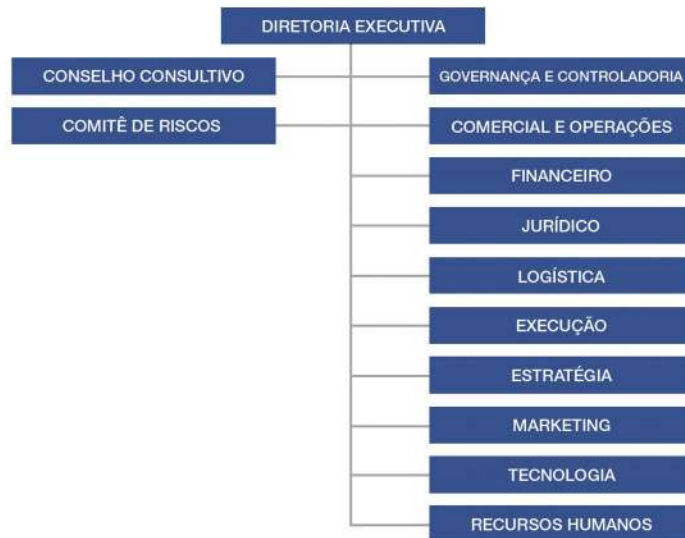 DIRETORIA EXECUTIVA
CONSELHO CONSULTIVO
GOVERNANÇA E CONTROLADORIA
COMITÊ DE RISCOS
COMERCIAL E OPERAÇÕES
FINANCEIRO
JURÍDICO
LOGÍSTICA
EXECUÇÃO
ESTRATÉGIA
MARKETING
TECNOLOGIA
RECURSOS HUMANOS